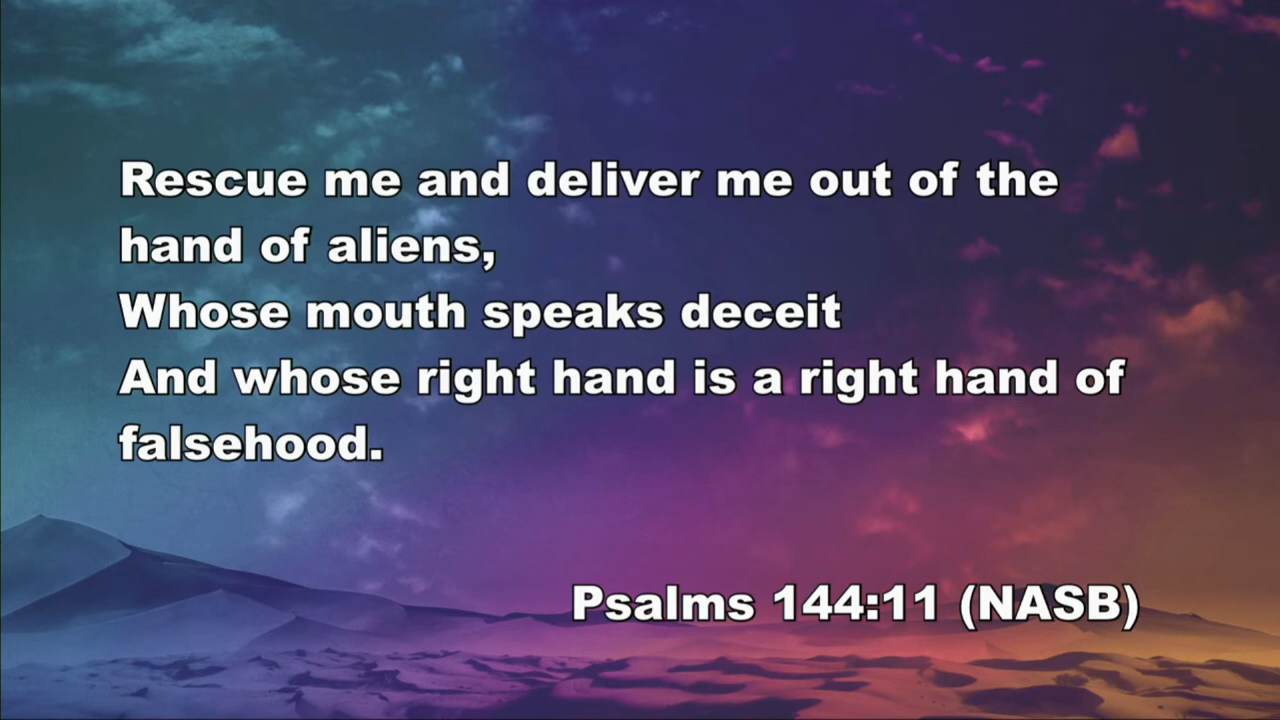 Rescue me and deliver me out of the
hand of aliens,
Whose mouth speaks deceit
And whose right hand is a right hand of
falsehood.
Psalms 144:11 (NASB)